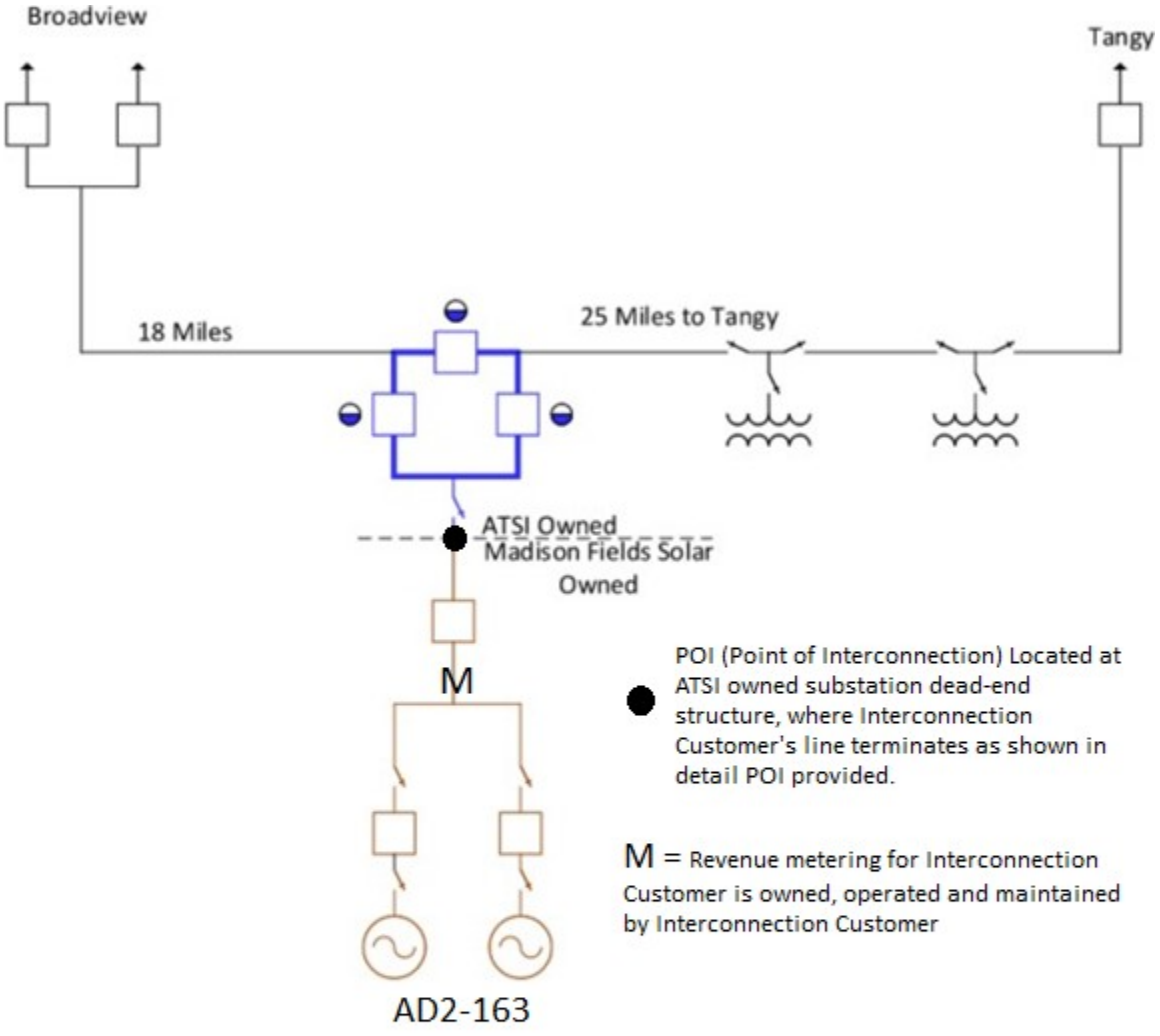 Broadview
Tangy
18 Miles
25 Miles to Tangy
ATSI Owned
Madison Fields Solar
Owned
M
POI (Point of Interconnection) Located at
ATSI owned substation dead-end
structure, where Interconnection
Customer's line terminates as shown in
detail POI provided.
M = Revenue metering for Interconnection
Customer is owned, operated and maintained
by Interconnection Customer
AD2-163